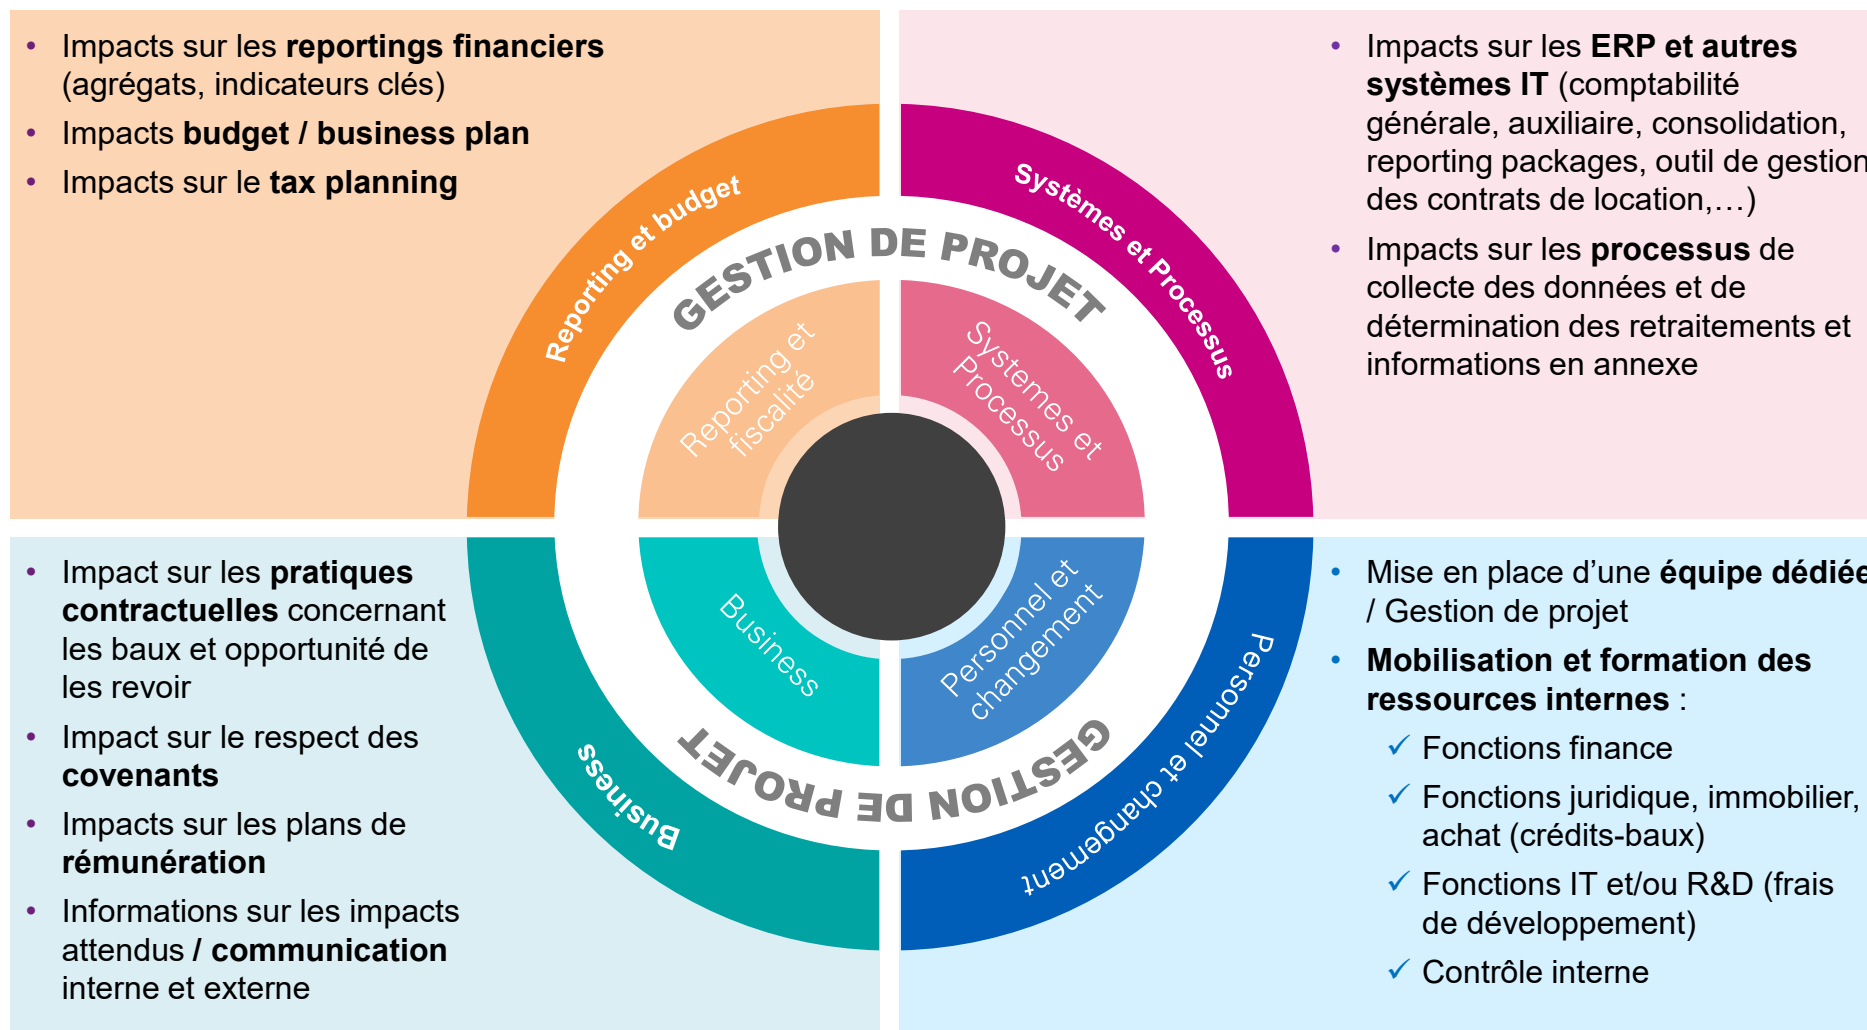 • Impacts sur les reportings financiers
(agrégats, indicateurs clés)
• Impacts budget / business plan
• Impacts sur le tax planning
• Impacts sur les ERP et autres
systèmes IT (comptabilité
générale, auxiliaire, consolidation,
reporting packages, outil de gestion
des contrats de location,…)
• Impacts sur les processus de
collecte des données et de
détermination des retraitements et
informations en annexe
Reporting et budget
Systèmes et Processus
GESTION DE PROJET
Reporting et
fiscalité
Systemes et
Processus
Business
Personnel et
changement
GESTION DE PROJET
Business
Personnel et changement
• Impact sur les pratiques
contractuelles concernant
les baux et opportunité de
les revoir
• Impact sur le respect des
covenants
• Impacts sur les plans de
rémunération
• Informations sur les impacts
attendus / communication
interne et externe
• Mise en place d’une équipe dédiée
/ Gestion de projet
• Mobilisation et formation des
ressources internes :
✓ Fonctions finance
✓ Fonctions juridique, immobilier,
achat (crédits-baux)
✓ Fonctions IT et/ou R&D (frais
de développement)
✓ Contrôle interne